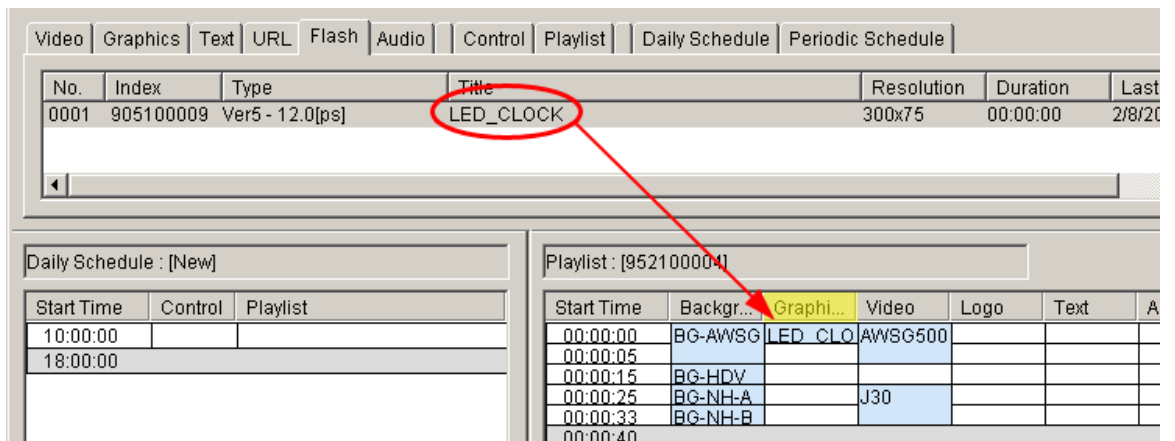 Video Graphics Text URL Flash Audio Control Playlist Daily Schedule Periodic Schedule
No. Index Type Title Resolution Duration Last
0001 905100009 Ver5 - 12.0[ps] LED_CLOCK 300x75 00:00:00 2/8/20
Daily Schedule : [New]
Start Time Control Playlist
10:00:00
18:00:00
Playlist : [952100004]
Start Time Backgr... Graphi... Video Logo Text A
00:00:00 BG-AWSG LED_CLO AWSG500
00:00:05
00:00:15 BG-HDV
00:00:25 BG-NH-A J30
00:00:33 BG-NH-B
00:00:40